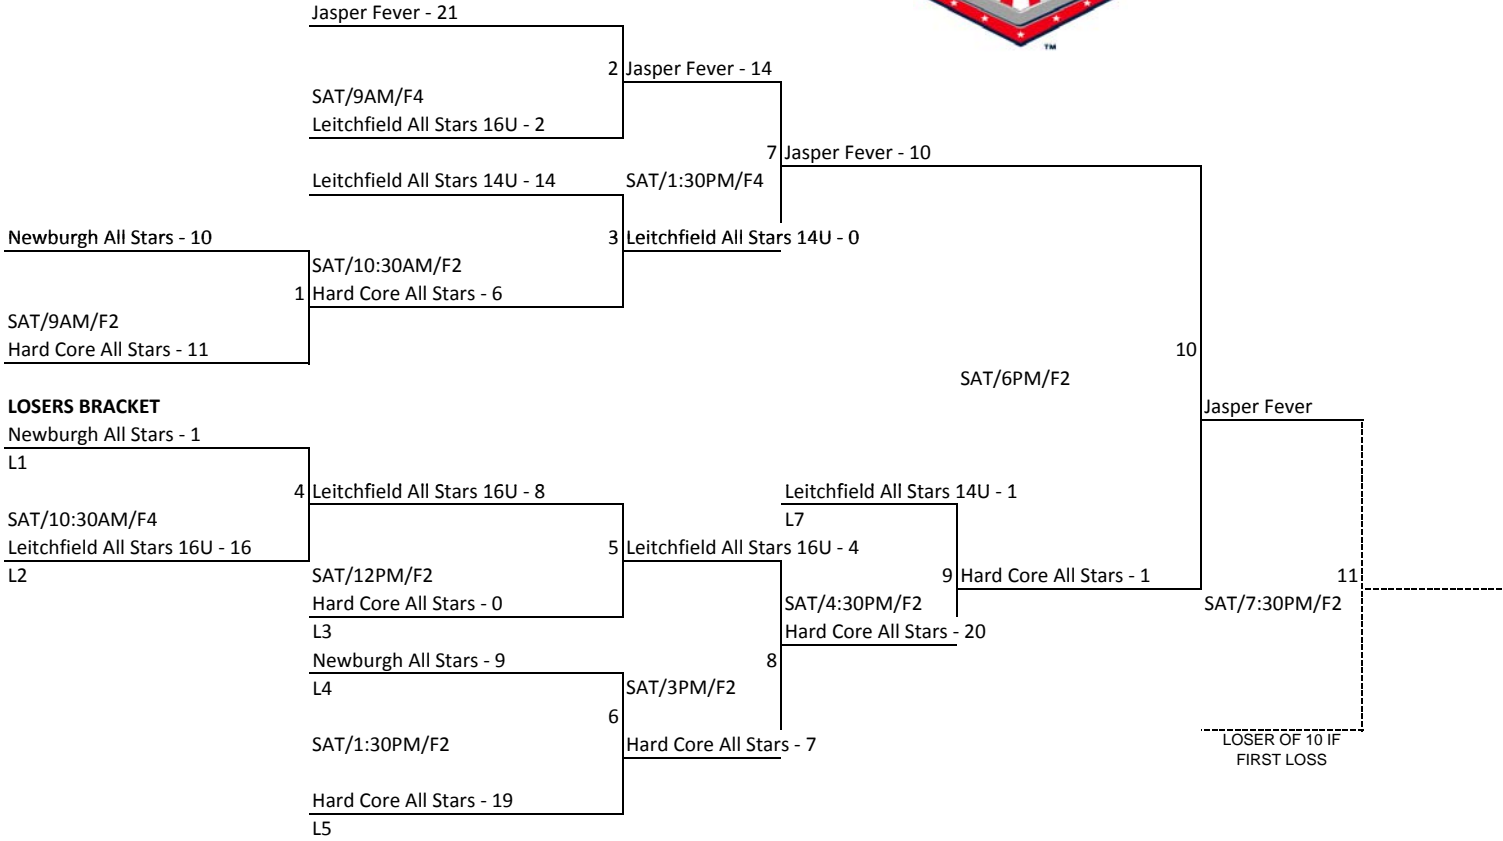 Jasper Fever - 21
2 Jasper Fever - 14
SAT/9AM/F4
Leitchfield All Stars 16U - 2
7 Jasper Fever - 10
Leitchfield All Stars 14U - 14
SAT/1:30PM/F4
Newburgh All Stars - 10
3 Leitchfield All Stars 14U - 0
SAT/10:30AM/F2
1 Hard Core All Stars - 6
SAT/9AM/F2
Hard Core All Stars - 11
10
SAT/6PM/F2
LOSERS BRACKET
Jasper Fever
Newburgh All Stars - 1
L1
4 Leitchfield All Stars 16U - 8
Leitchfield All Stars 14U - 1
SAT/10:30AM/F4
L7
Leitchfield All Stars 16U - 16
5 Leitchfield All Stars 16U - 4
L2
SAT/12PM/F2
9 Hard Core All Stars - 1
11
Hard Core All Stars - 0
SAT/4:30PM/F2
SAT/7:30PM/F2
L3
Hard Core All Stars - 20
Newburgh All Stars - 9
8
L4
SAT/3PM/F2
6
SAT/1:30PM/F2
Hard Core All Stars - 7
LOSER OF 10 IF
FIRST LOSS
Hard Core All Stars - 19
L5
TM